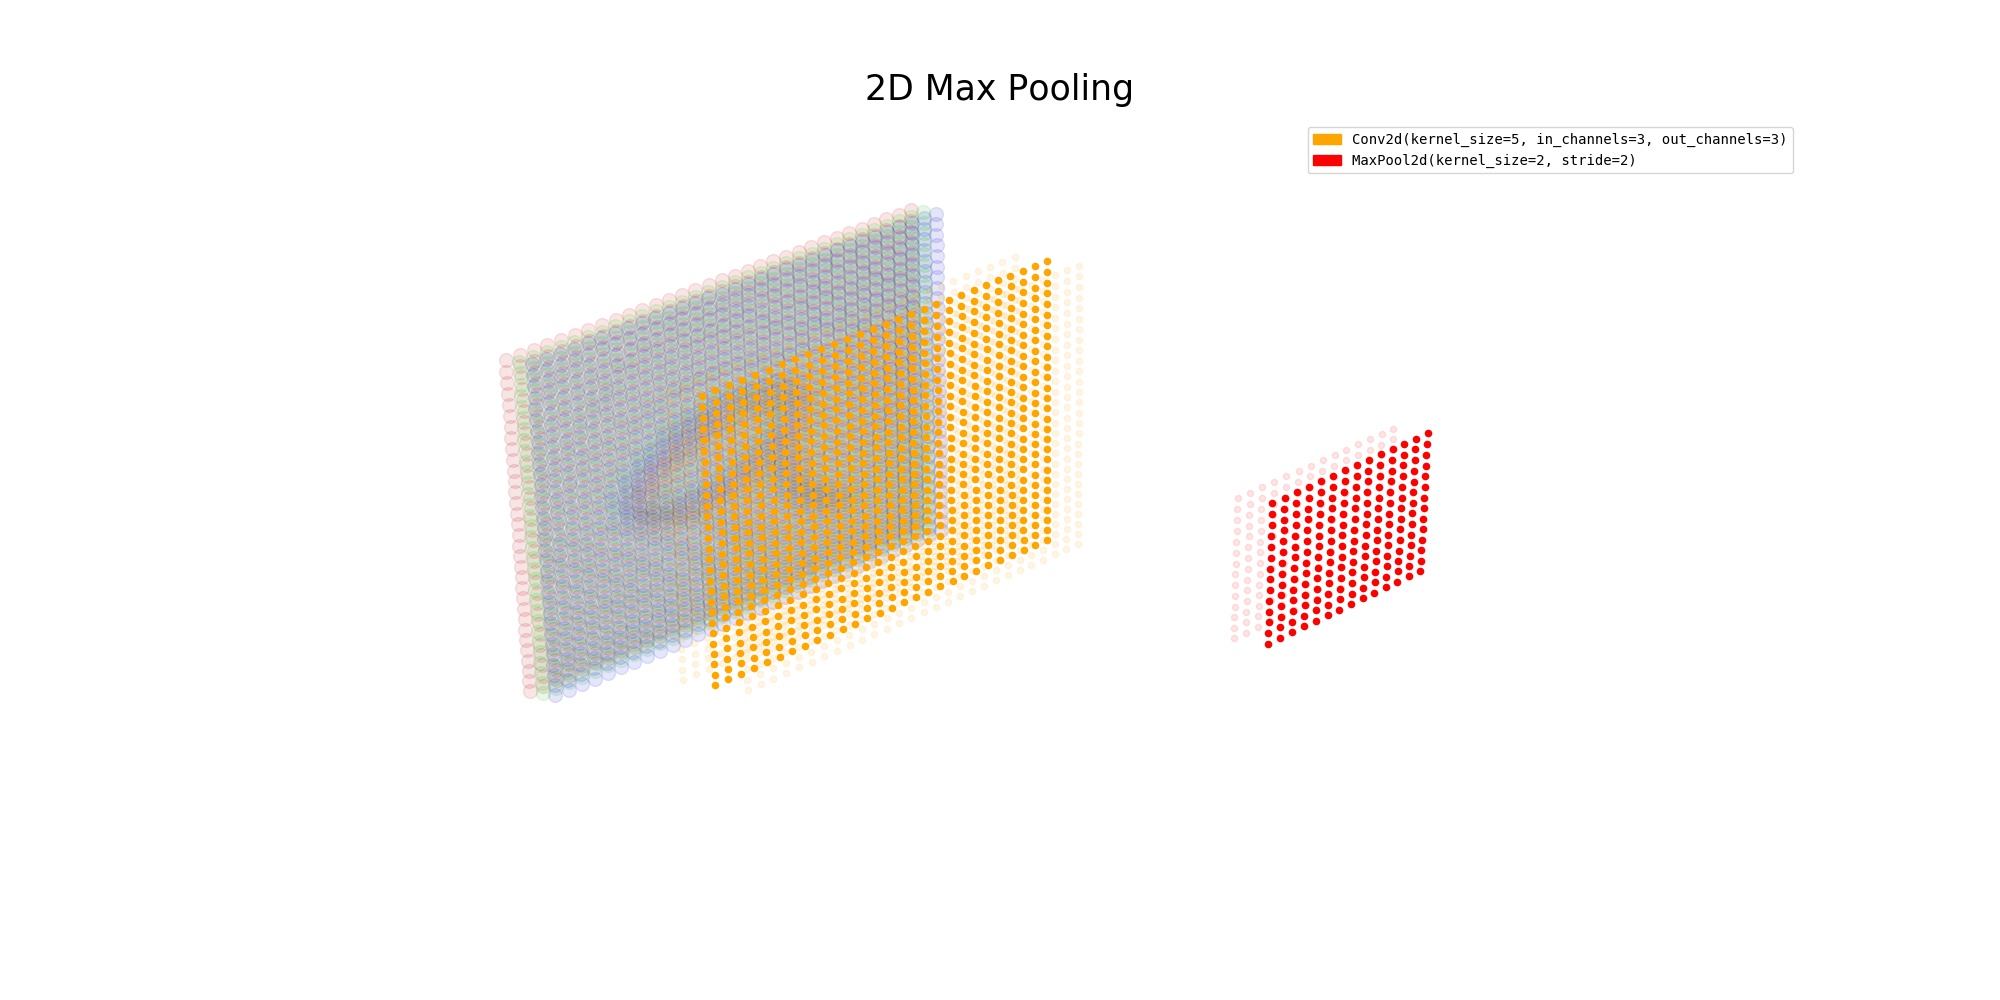 2D Max Pooling
Conv2d(kernel_size=5, in_channels=3, out_channels=3)
MaxPool2d(kernel_size=2, stride=2)